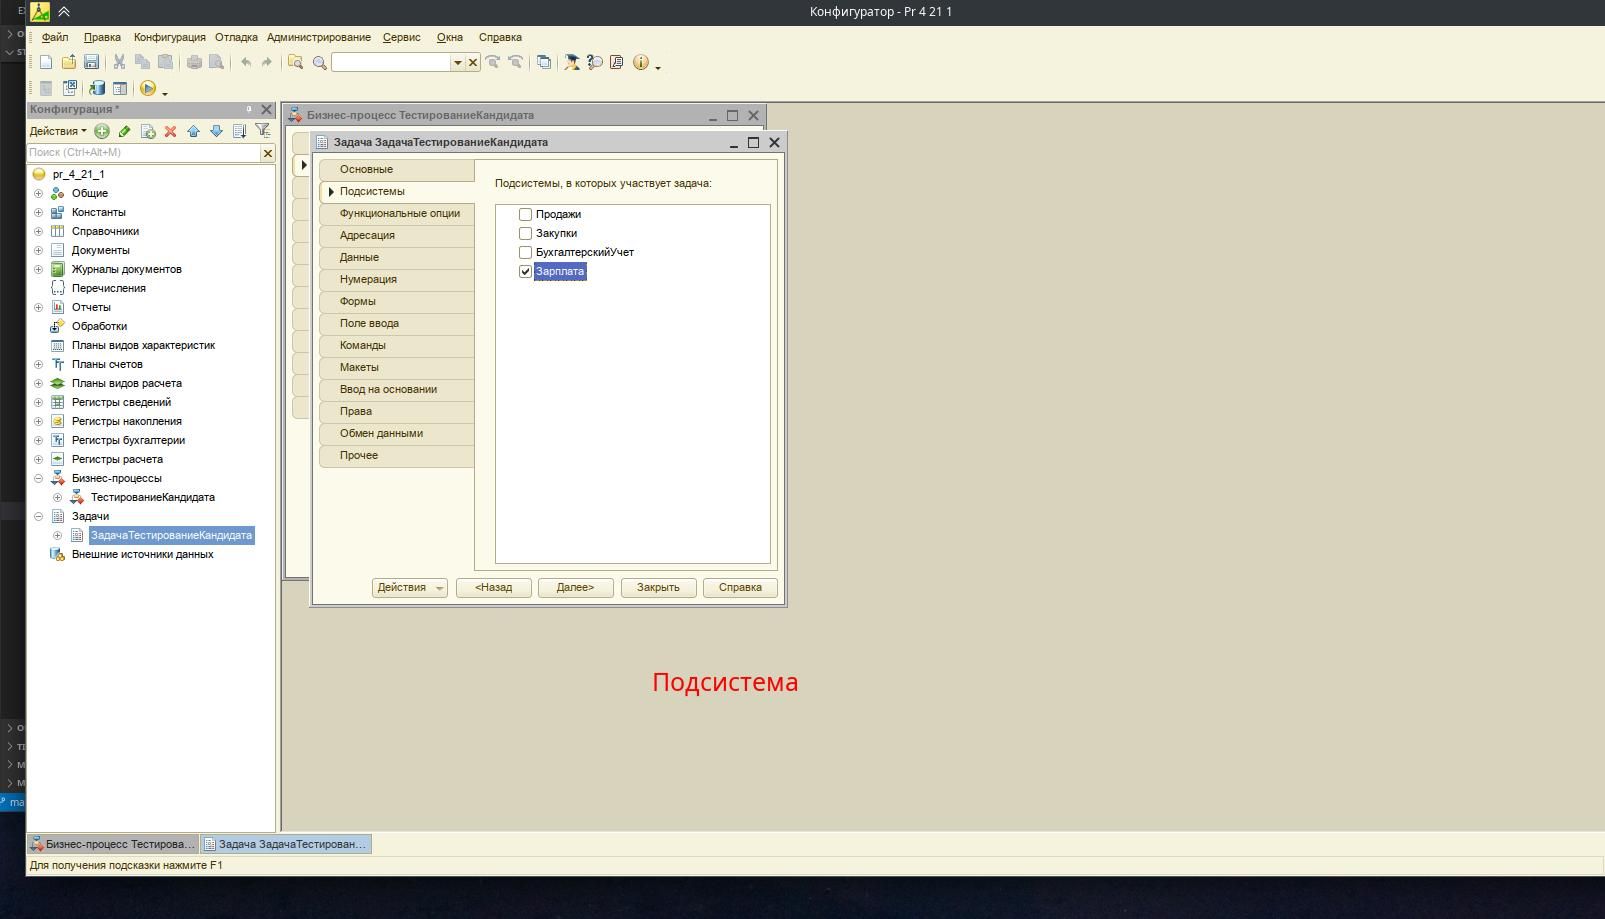 Конфигуратор - Pr 4 21 1
Файл Правка Конфигурация Отладка Администрирование Сервис Окна Справка
Конфигурация *
Действия
Поиск (Ctrl+Alt+M)
pr_4_21_1
Общие
Константы
Справочники
Документы
Журналы документов
Перечисления
Отчеты
Обработки
Планы видов характеристик
Планы счетов
Планы видов расчета
Регистры сведений
Регистры накопления
Регистры бухгалтерии
Регистры расчета
Бизнес-процессы
ТестированиеКандидата
Задачи
ЗадачаТестированиеКандидата
Внешние источники данных
Бизнес-процесс ТестированиеКандидата
Задача ЗадачаТестированиеКандидата
Основные
Подсистемы
Функциональные опции
Адресация
Данные
Нумерация
Формы
Поле ввода
Команды
Макеты
Ввод на основании
Права
Обмен данными
Прочее
Подсистемы, в которых участвует задача:
Продажи
Закупки
БухгалтерскийУчет
Зарплата
Действия <Назад Далее> Закрыть Справка
Подсистема
Бизнес-процесс Тестирова... Задача ЗадачаТестирован...
Для получения подсказки нажмите F1